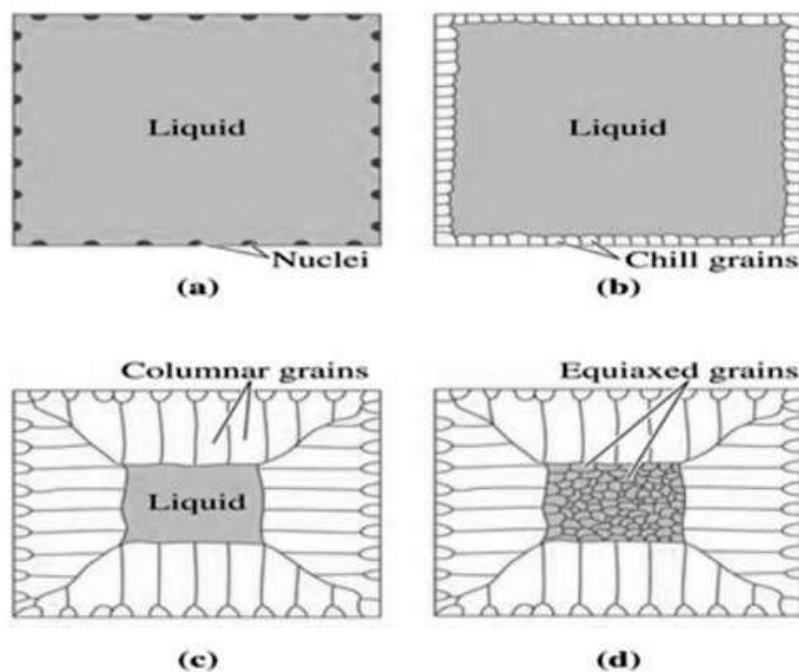 Liquid
Nuclei
(a)
Liquid
Chill grains
(b)
Columnar grains
Liquid
(c)
Equiaxed grains
(d)